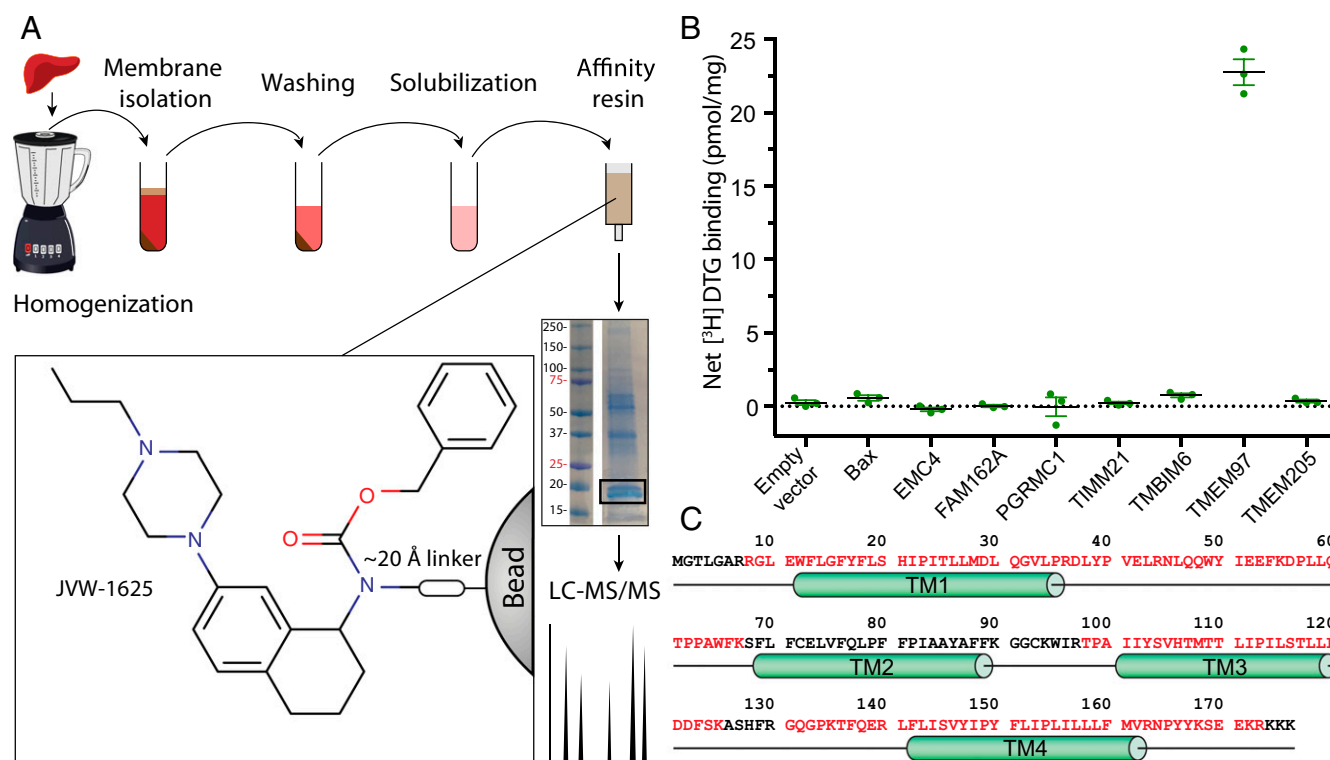 A
Membrane
isolation
Washing
Solubilization
Affinity
resin
Homogenization
JVW-1625
N
N
O
O
N
~20 Å linker
Bead
250-
150-
100-
75-
50-
37-
25-
20-
15-
LC-MS/MS
B
Net [³H] DTG binding (pmol/mg)
25
20
15
10
5
0
Empty vector
Bax
EMC4
FAM162A
PGRMC1
TIMM21
TMBIM6
TMEM97
TMEM205
C
10 20 30 40 50 60
MGTLGARRGL EWFLGFYFLS HIPITLLMDL QGVLPRDLYP VELRNLQQWY IEEFKDPLLQ
TM1
70 80 90 100 110 120
TPPAWFKSFL FCELVFQLPF FPIAAYAFFK GGCKWIRTPA IIYSVHTMTT LIPILSTLL
TM2 TM3
130 140 150 160 170
DDFSKASHFR GQGPKTFQER LFLISVYIPY FLIPLILLLF MVRNPYYKSE EKRKKK
TM4